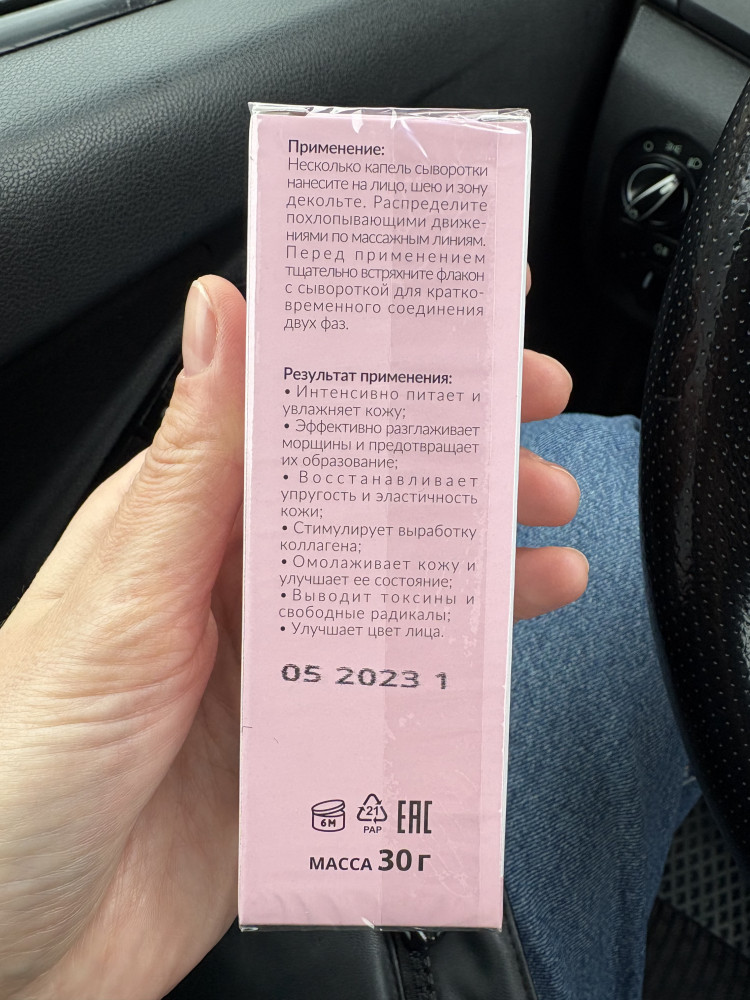 Применение:
Несколько капель сыворотки
нанесите на лицо, шею и зону
декольте. Распределите
похлопывающими движе-
ниями по массажным линиям.
Перед применением
тщательно встряхните флакон
с сывороткой для кратко-
временного соединения
двух фаз.
Результат применения:
• Интенсивно питает и
увлажняет кожу;
• Эффективно разглаживает
морщины и предотвращает
их образование;
• Восстанавливает
упругость и эластичность
кожи;
• Стимулирует выработку
коллагена;
• Омолаживает кожу и
улучшает ее состояние;
• Выводит токсины и
свободные радикалы;
• Улучшает цвет лица.
05 2023 1
6M
21
PAP
EAC
МАССА 30 г